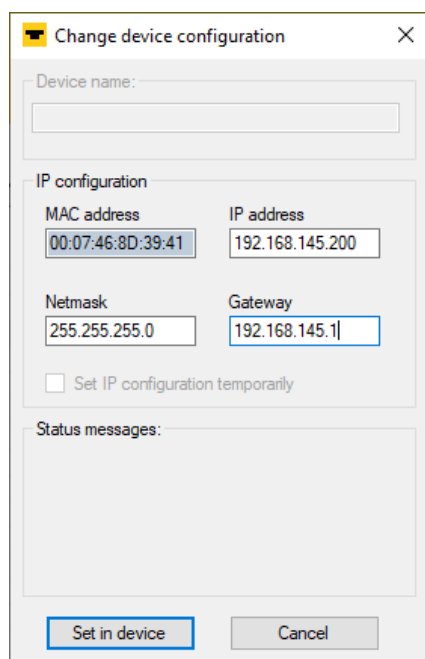 Change device configuration
Device name:
IP configuration
MAC address IP address
00:07:46:8D:39:41 192.168.145.200
Netmask Gateway
255.255.255.0 192.168.145.1
Set IP configuration temporarily
Status messages:
Set in device Cancel